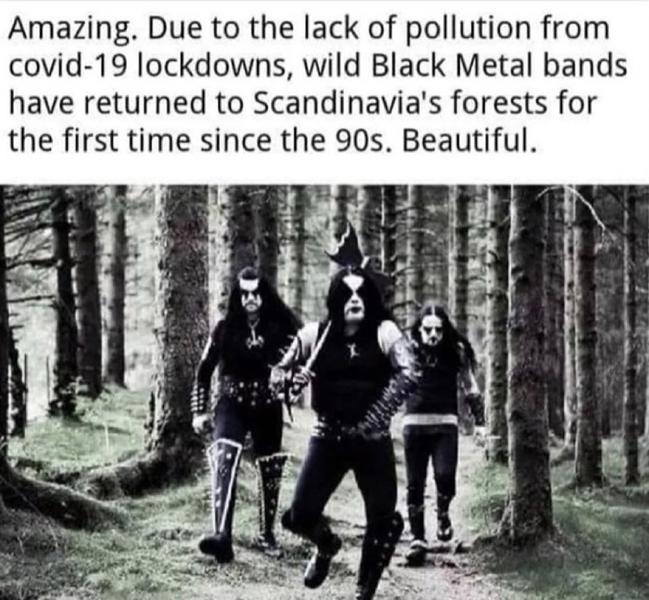 Amazing. Due to the lack of pollution from
covid-19 lockdowns, wild Black Metal bands
have returned to Scandinavia's forests for
the first time since the 90s. Beautiful.